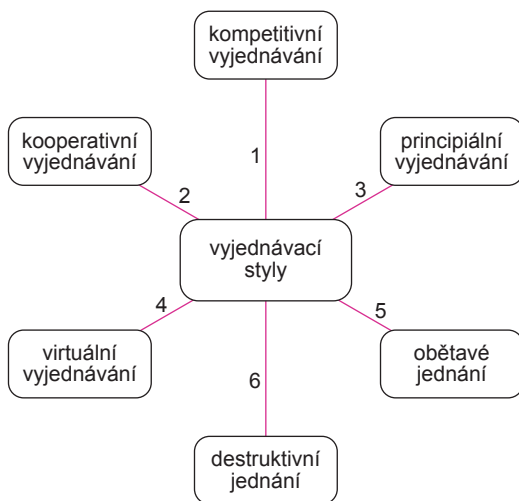 kompetitivní
vyjednávání
kooperativní
vyjednávání
principiální
vyjednávání
1
2
3
vyjednávací
styly
4
5
virtuální
vyjednávání
obětavé
jednání
6
destruktivní
jednání